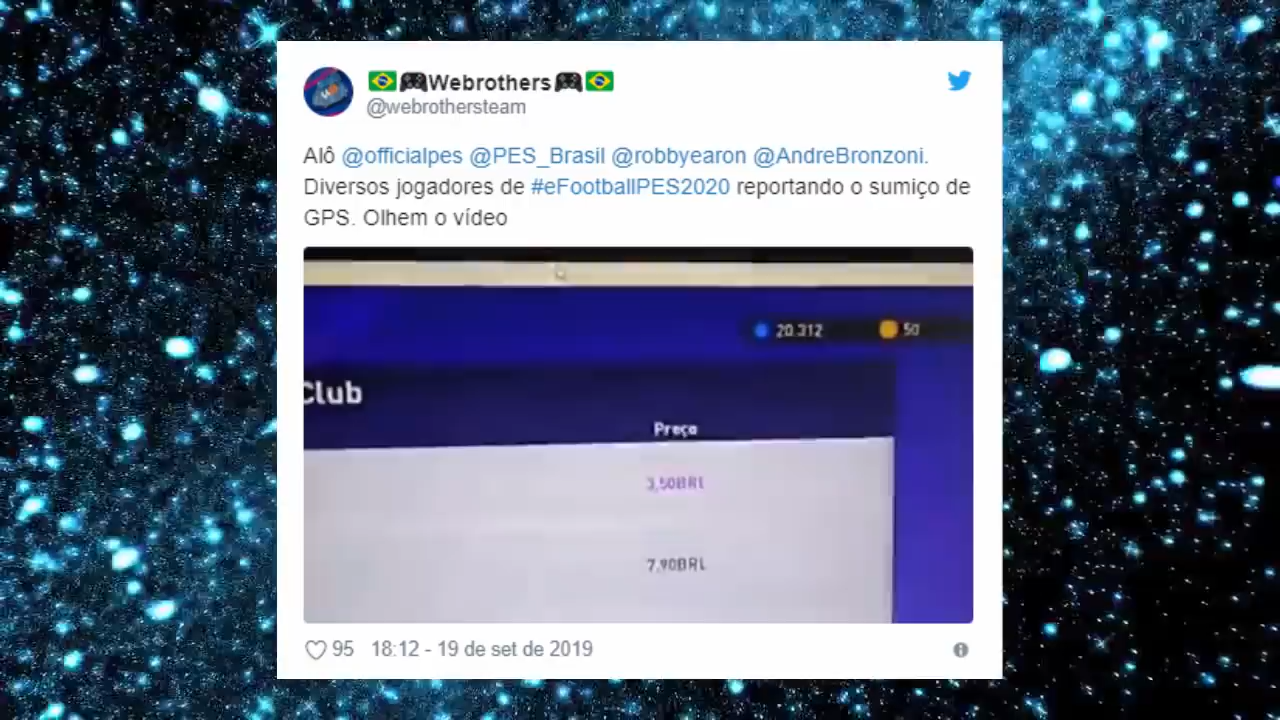 Webrothers
@webrothersteam
Alô @officialpes @PES_Brasil @robbyearon @AndreBronzoni.
Diversos jogadores de #eFootballPES2020 reportando o sumiço de
GPS. Olhem o vídeo
20.312 50
Club
Preço
3,50BRL
7,90BRL
95 18:12 - 19 de set de 2019